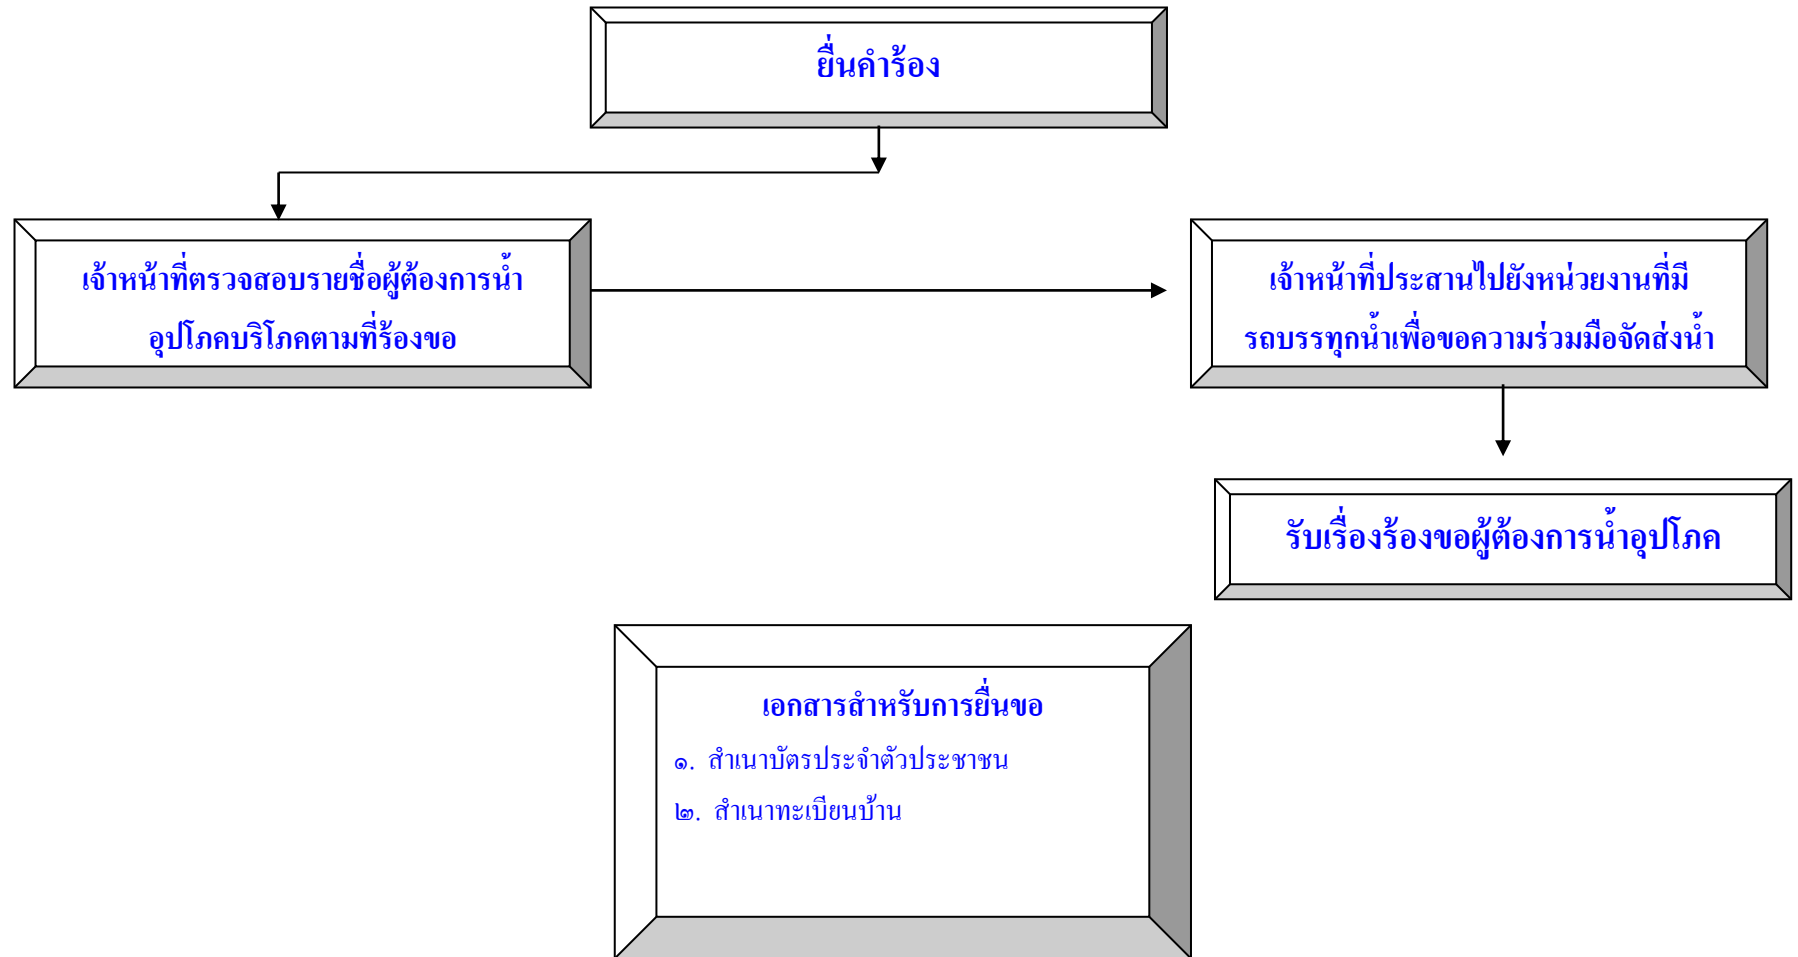 ยื่นคำร้อง
เจ้าหน้าที่ตรวจสอบรายชื่อผู้ต้องการน้ำ
อุปโภคบริโภคตามที่ร้องขอ
เจ้าหน้าที่ประสานไปยังหน่วยงานที่มี
รถบรรทุกน้ำเพื่อขอความร่วมมือจัดส่งน้ำ
รับเรื่องร้องขอผู้ต้องการน้ำอุปโภค
เอกสารสำหรับการยื่นขอ
๑. สำเนาบัตรประจำตัวประชาชน
๒. สำเนาทะเบียนบ้าน